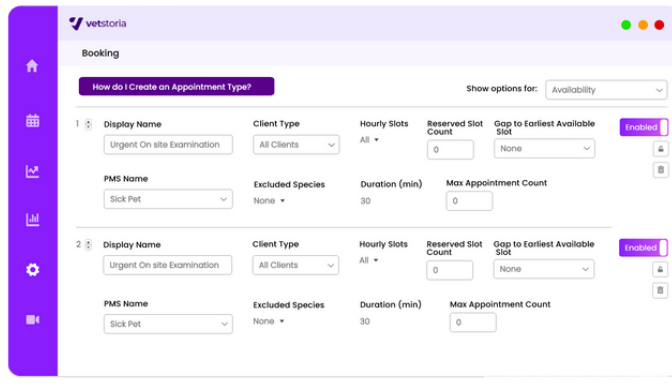 vetstoria
Booking
How do I Create an Appointment Type?
Show options for:
Availability
1
Display Name
Client Type
Hourly Slots
Reserved Slot
Count
Gap to Earliest Available
Slot
Enabled
Urgent On site Examination
All Clients
All
0
None
PMS Name
Excluded Species
Duration (min)
Max Appointment Count
Sick Pet
None
30
0
2
Display Name
Client Type
Hourly Slots
Reserved Slot
Count
Gap to Earliest Available
Slot
Enabled
Urgent On site Examination
All Clients
All
0
None
PMS Name
Excluded Species
Duration (min)
Max Appointment Count
Sick Pet
None
30
0